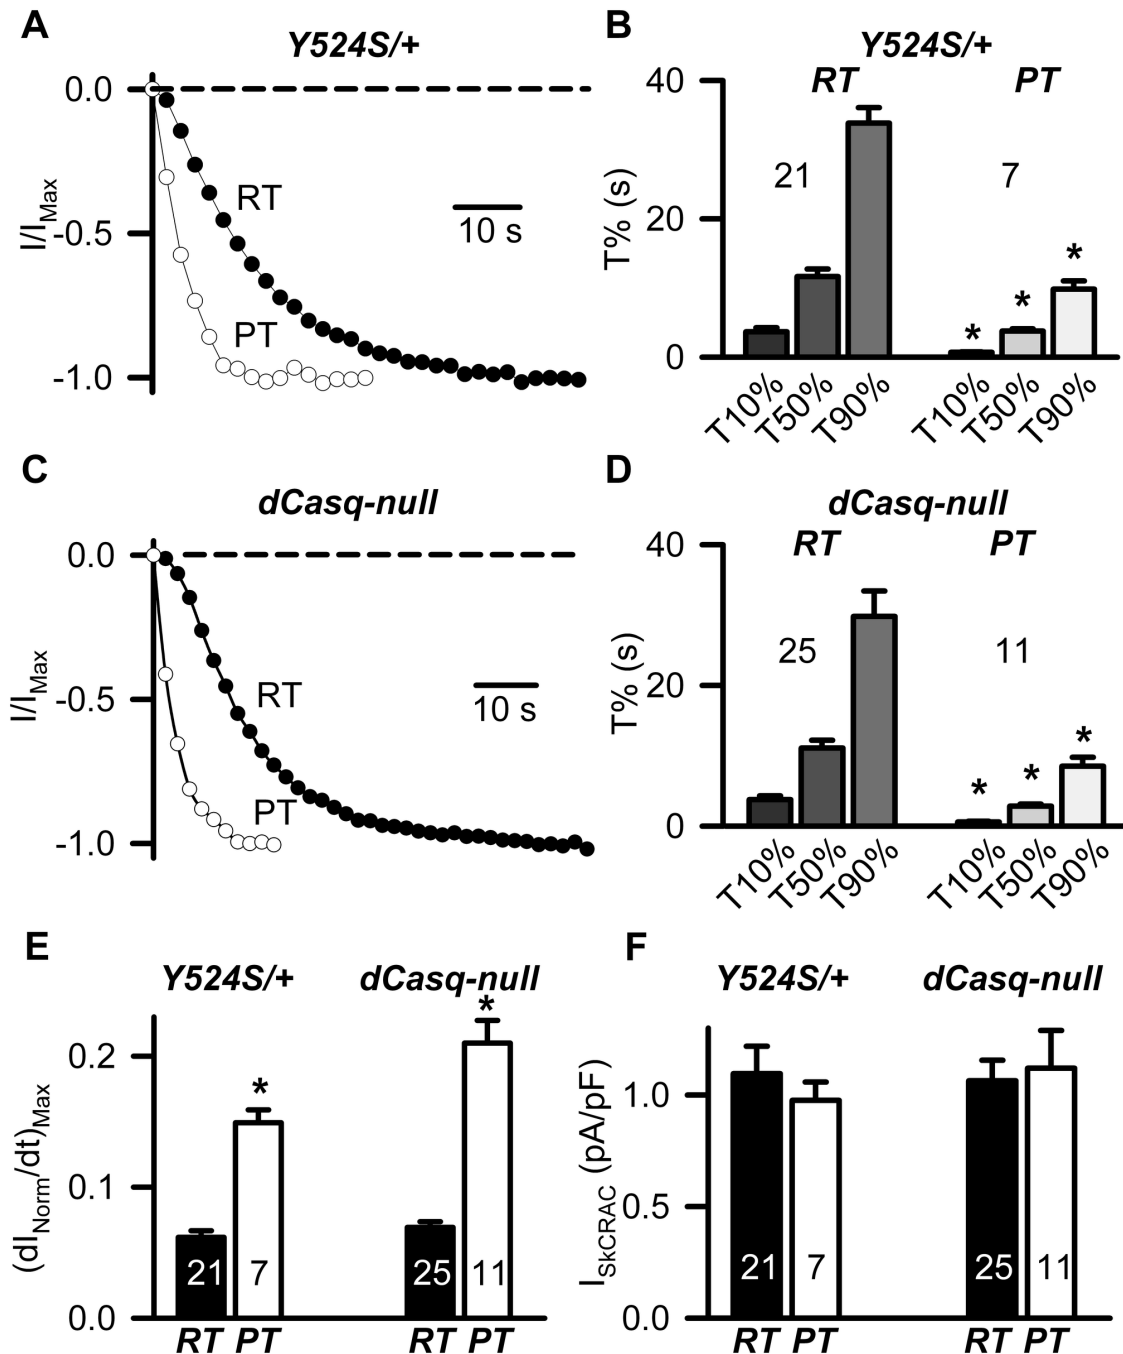 A
Y524S/+
0.0
-0.5
-1.0
I/IMax
RT
PT
10 s
B
Y524S/+
RT
PT
40
20
0
T% (s)
21
7
*
*
*
T10%
T50%
T90%
T10%
T50%
T90%
C
dCasq-null
0.0
-0.5
-1.0
I/IMax
RT
PT
10 s
D
dCasq-null
RT
PT
40
20
0
T% (s)
25
11
*
*
*
T10%
T50%
T90%
T10%
T50%
T90%
E
Y524S/+
dCasq-null
0.2
0.1
0.0
(dINorm/dt)Max
*
*
21
7
25
11
RT PT
RT PT
F
Y524S/+
dCasq-null
1.0
0.5
0.0
ISkCRAC (pA/pF)
21
7
25
11
RT PT
RT PT